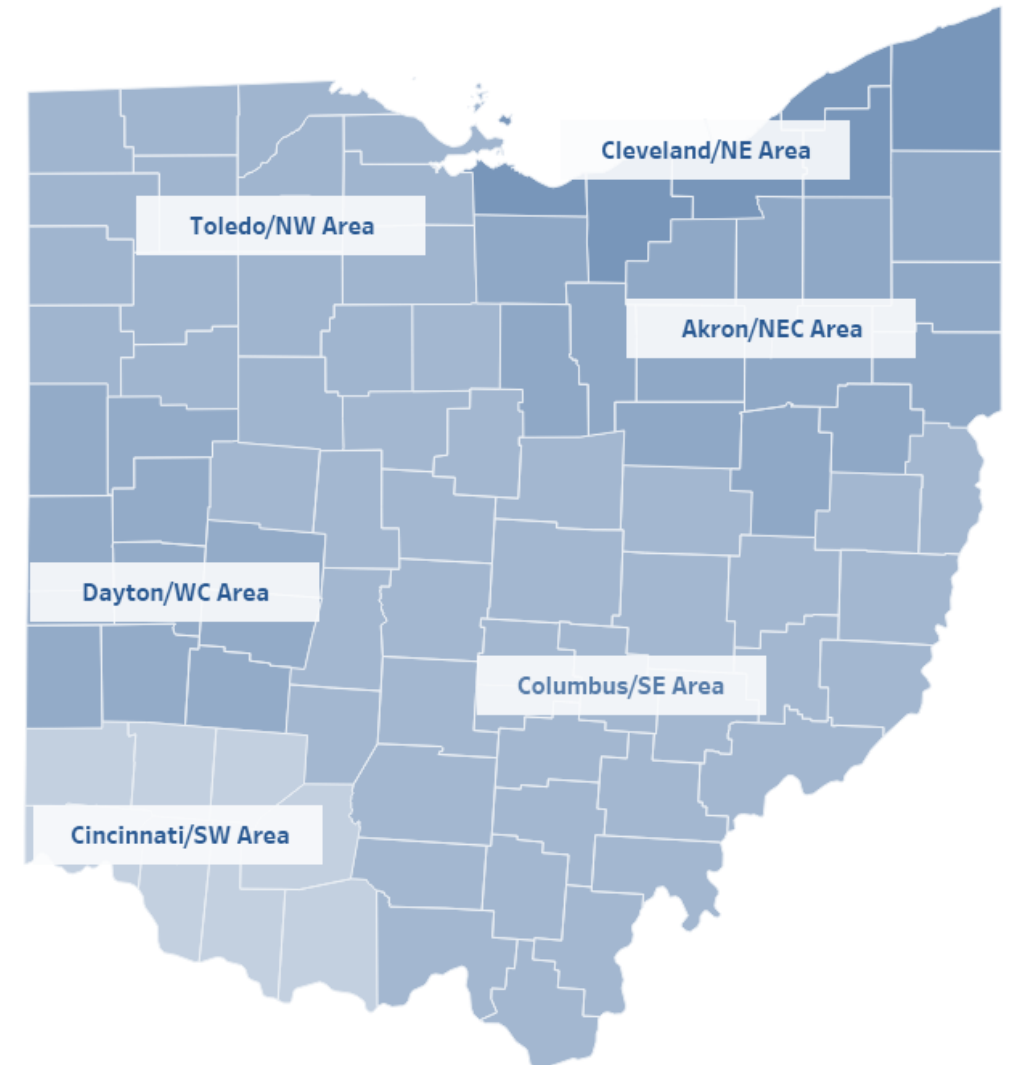 Cleveland/NE Area
Toledo/NW Area
Akron/NEC Area
Dayton/WC Area
Columbus/SE Area
Cincinnati/SW Area